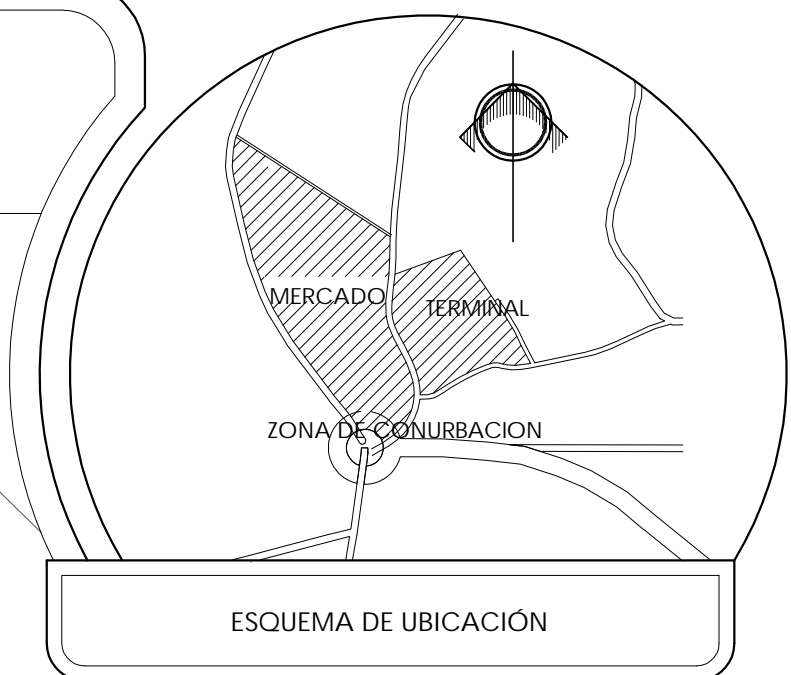 MERCADO
TERMINAL
ZONA DE CONURBACION
ESQUEMA DE UBICACIÓN